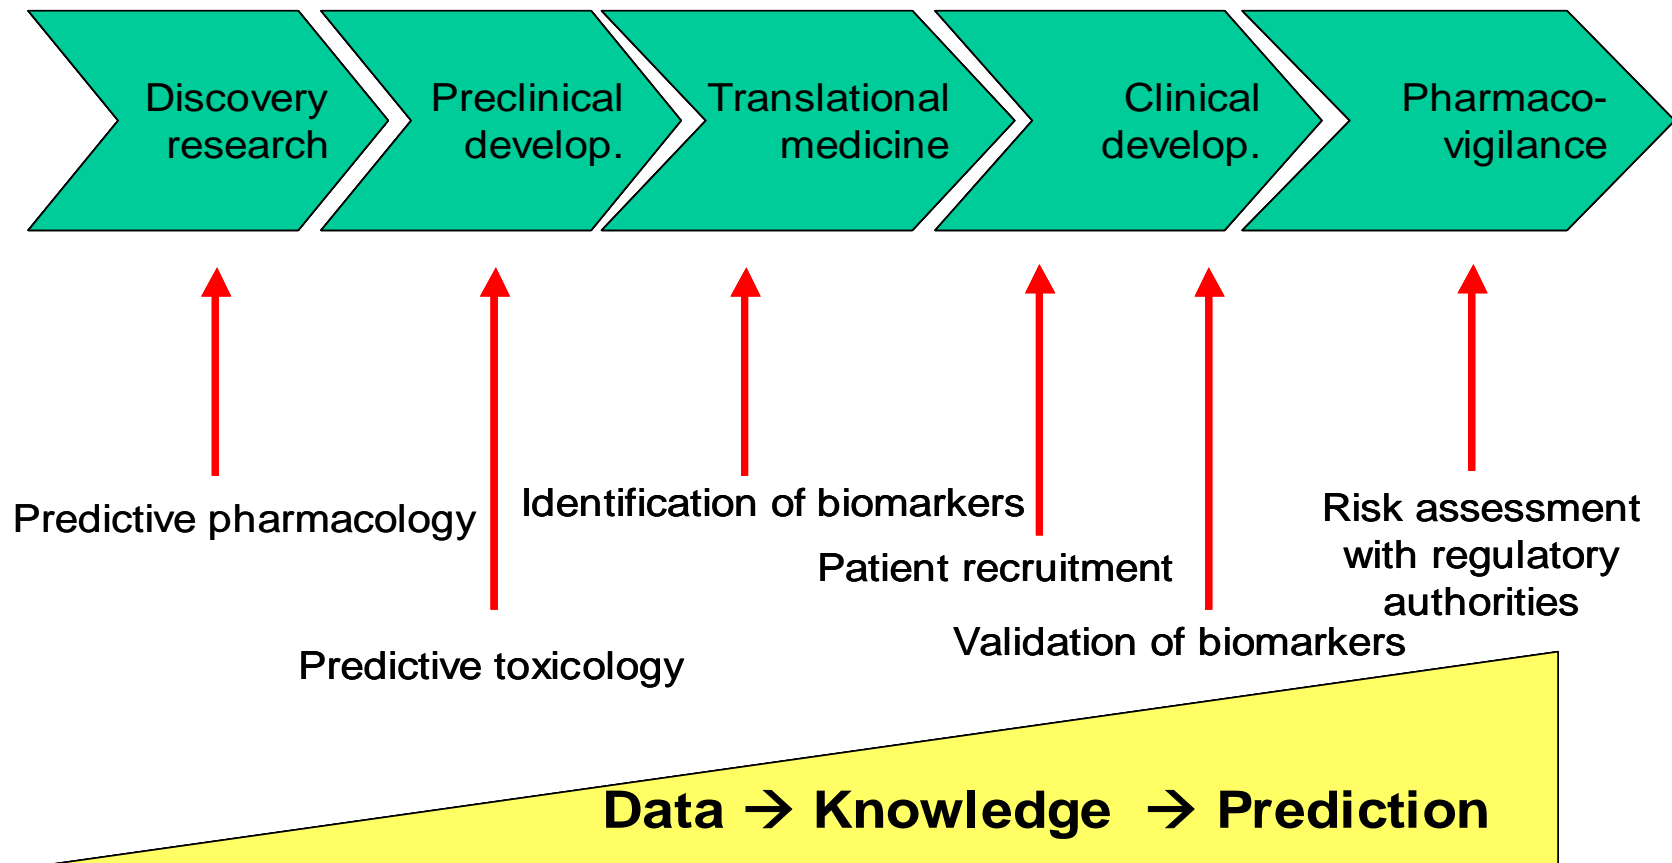 Discovery
research
Preclinical
develop.
Translational
medicine
Clinical
develop.
Pharmaco-
vigilance
Predictive pharmacology
Identification of biomarkers
Risk assessment
with regulatory
authorities
Patient recruitment
Validation of biomarkers
Predictive toxicology
Data → Knowledge → Prediction